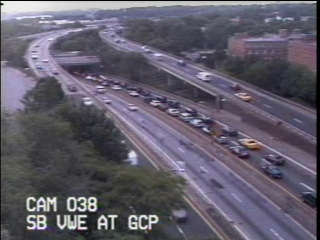 CAM 038
SB VWE AT GCP